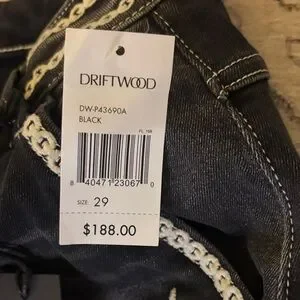 DRIFTWOOD
DW-P43690A
BLACK
8 40471 23067 0
SIZE: 29
$188.00